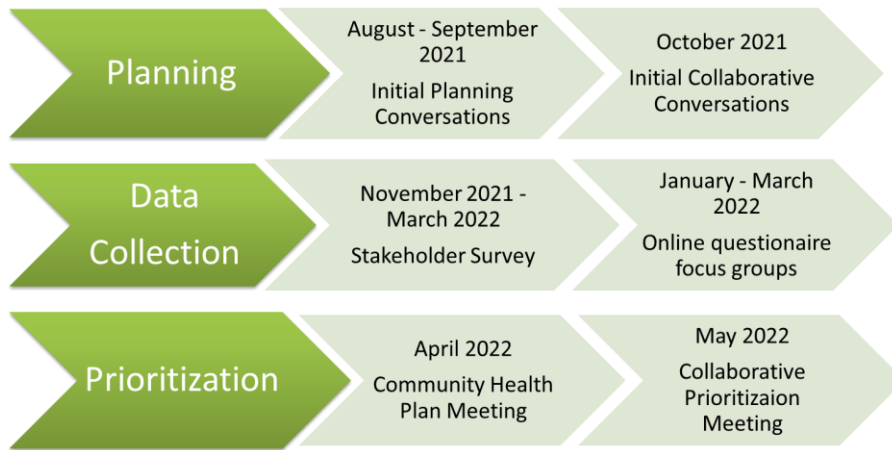 Planning
August - September
2021
Initial Planning
Conversations
October 2021
Initial Collaborative
Conversations
Data
Collection
November 2021 -
March 2022
Stakeholder Survey
January - March
2022
Online questionaire
focus groups
Prioritization
April 2022
Community Health
Plan Meeting
May 2022
Collaborative
Prioritizaion
Meeting